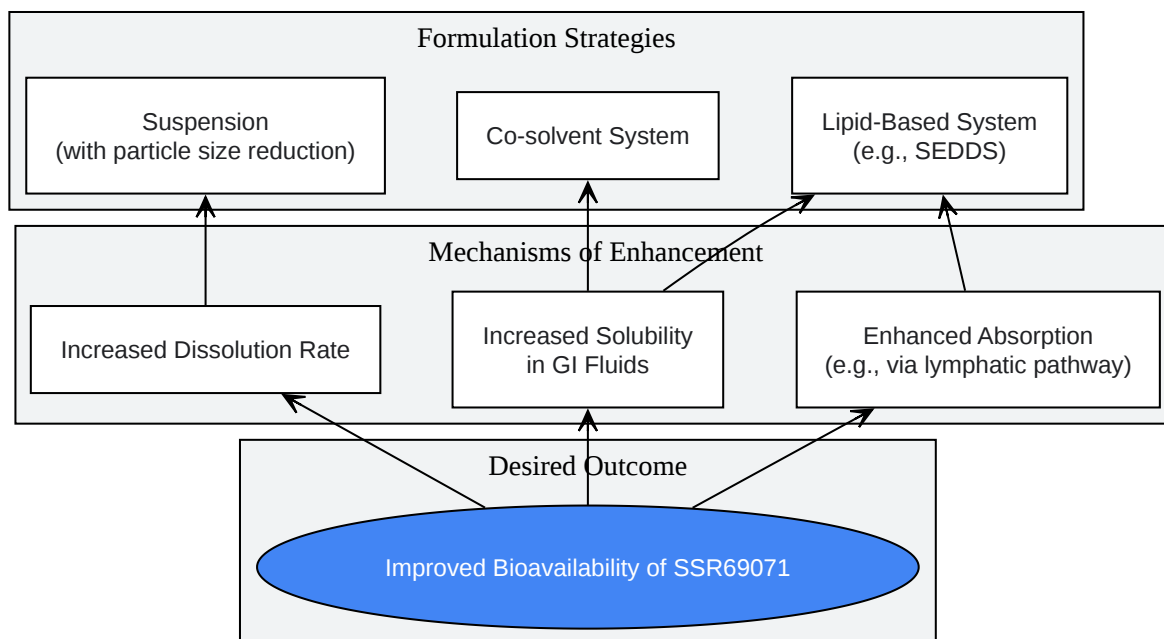 Formulation Strategies
Suspension
(with particle size reduction)
Co-solvent System
Lipid-Based System
(e.g., SEDDS)
Mechanisms of Enhancement
Increased Dissolution Rate
Increased Solubility
in GI Fluids
Enhanced Absorption
(e.g., via lymphatic pathway)
Desired Outcome
Improved Bioavailability of SSR69071